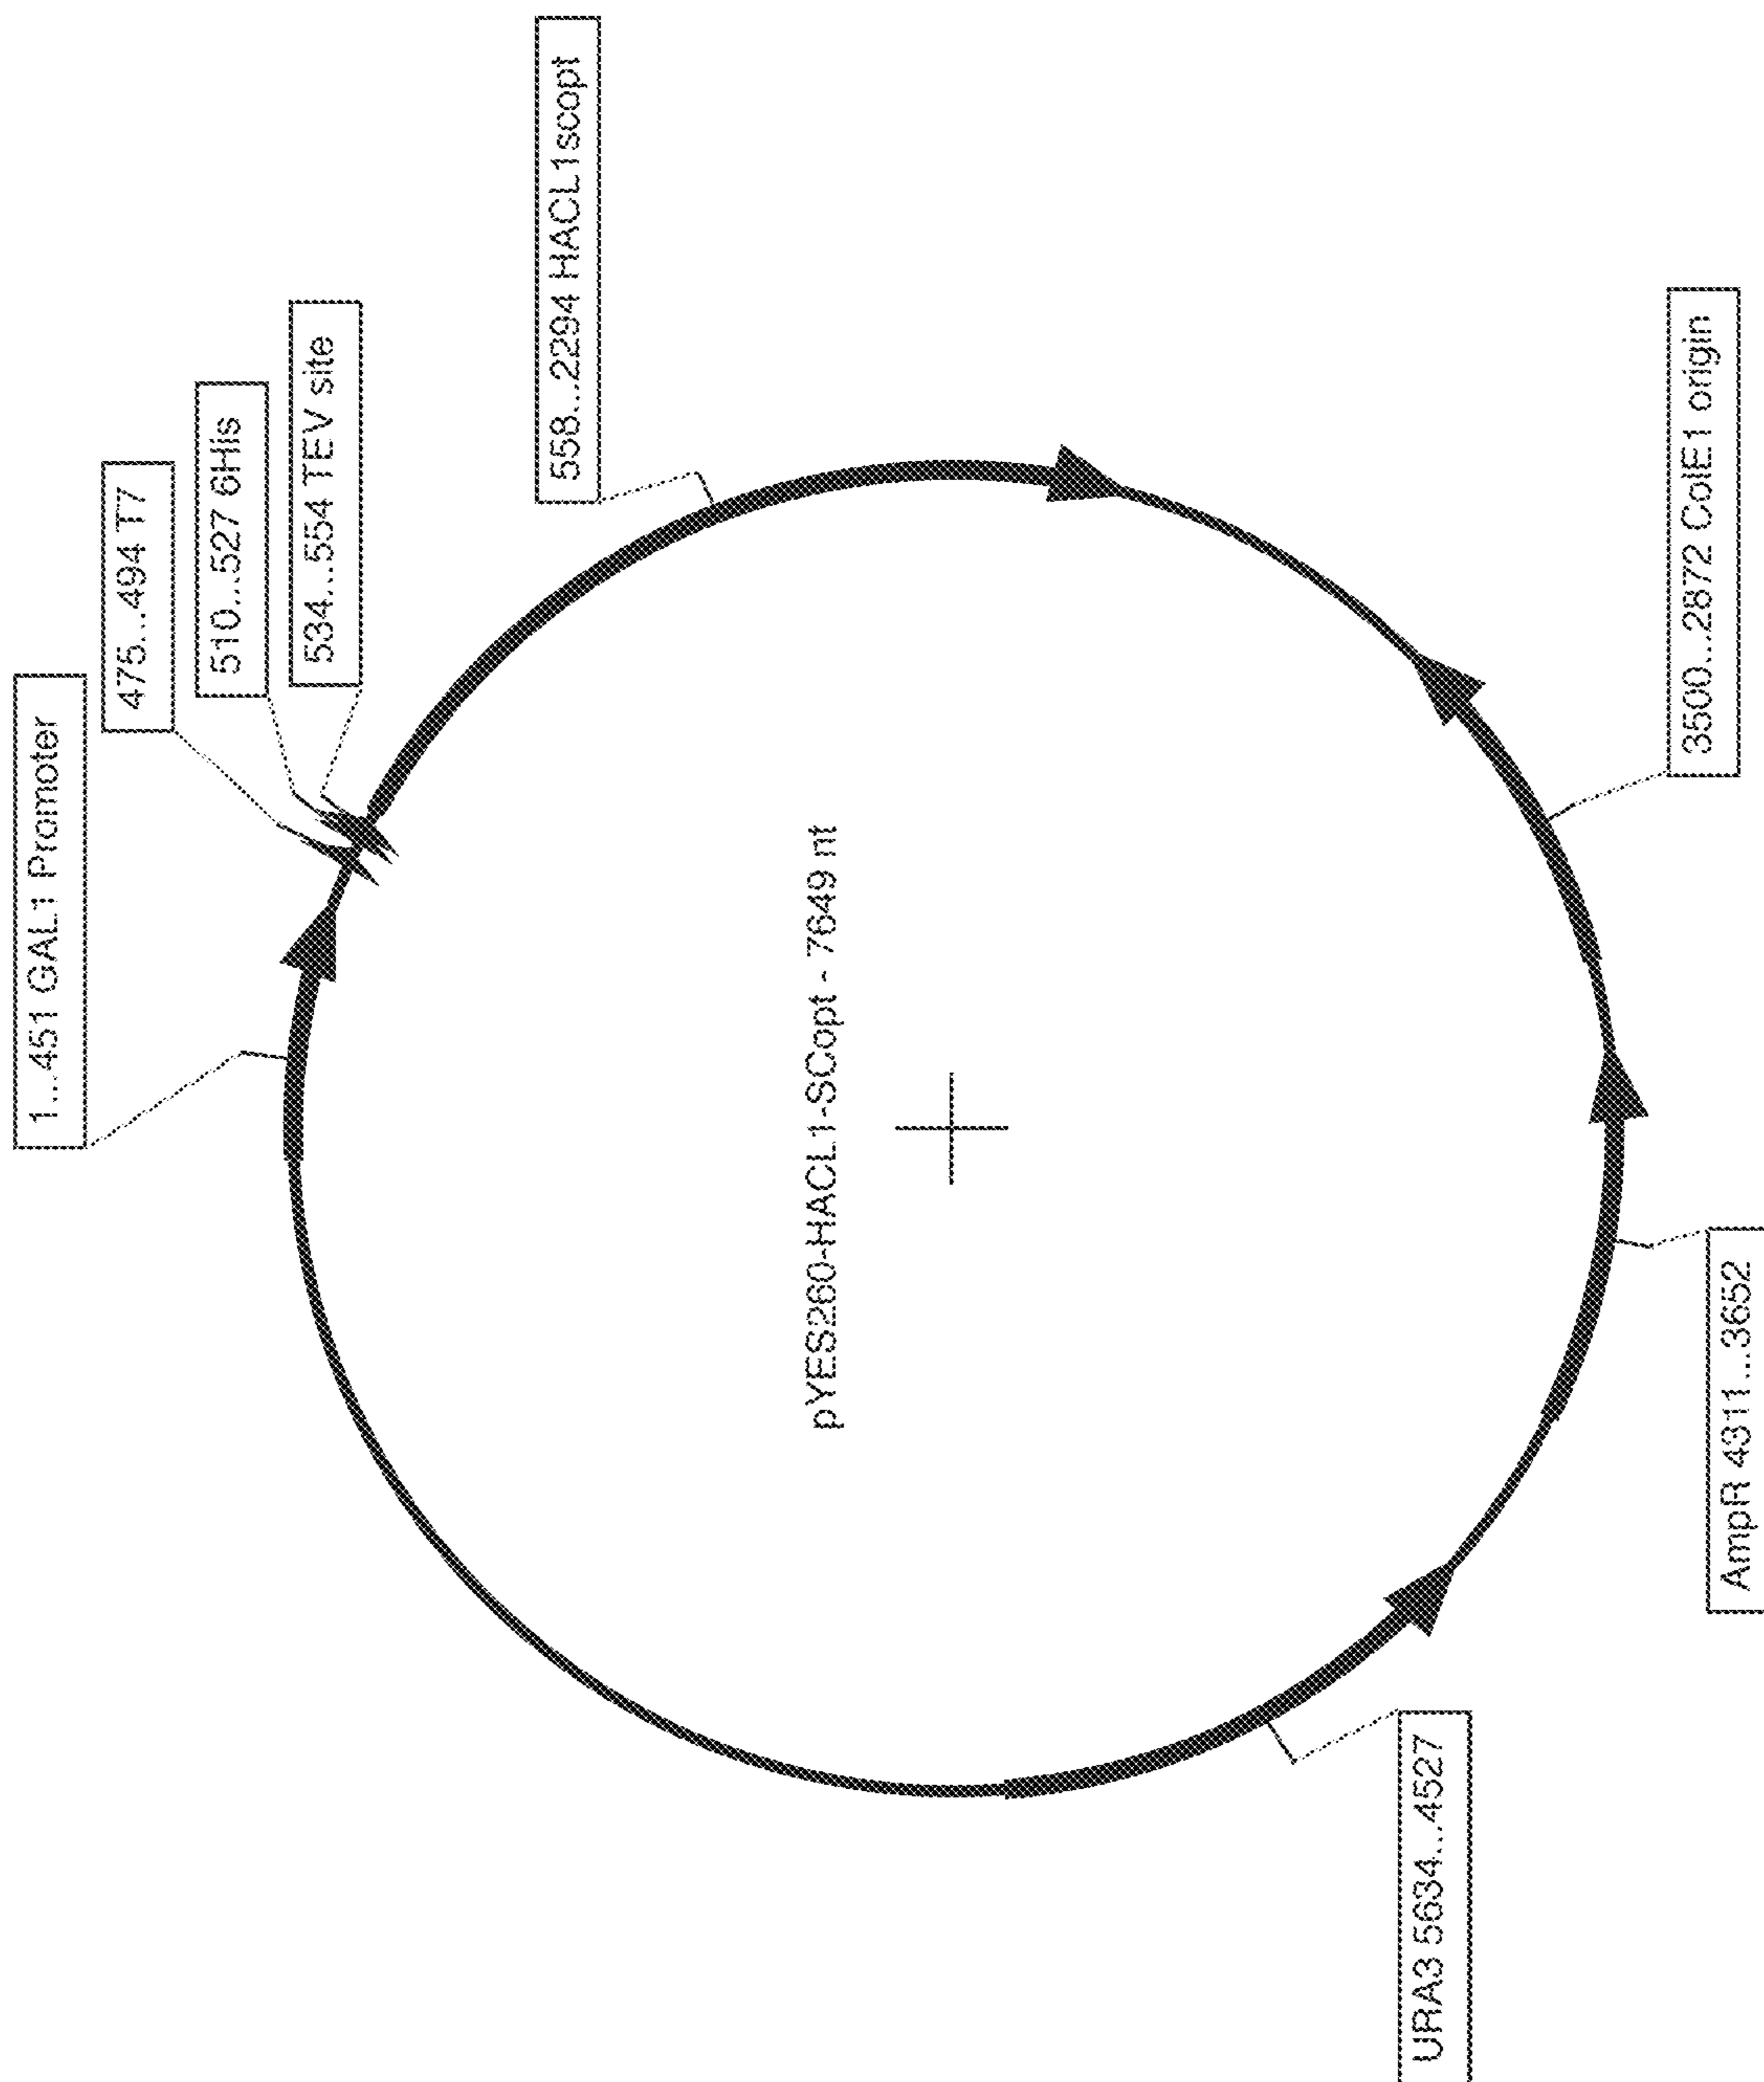 1...451 GAL1 Promoter
475...494 T7
510...527 6His
534...554 TEV site
558...2294 HACL1scopt
pYES260-HACL1-SCopt - 7649 nt
3500...2872 ColE1 origin
AmpR 4311...3652
URA3 5634...4527